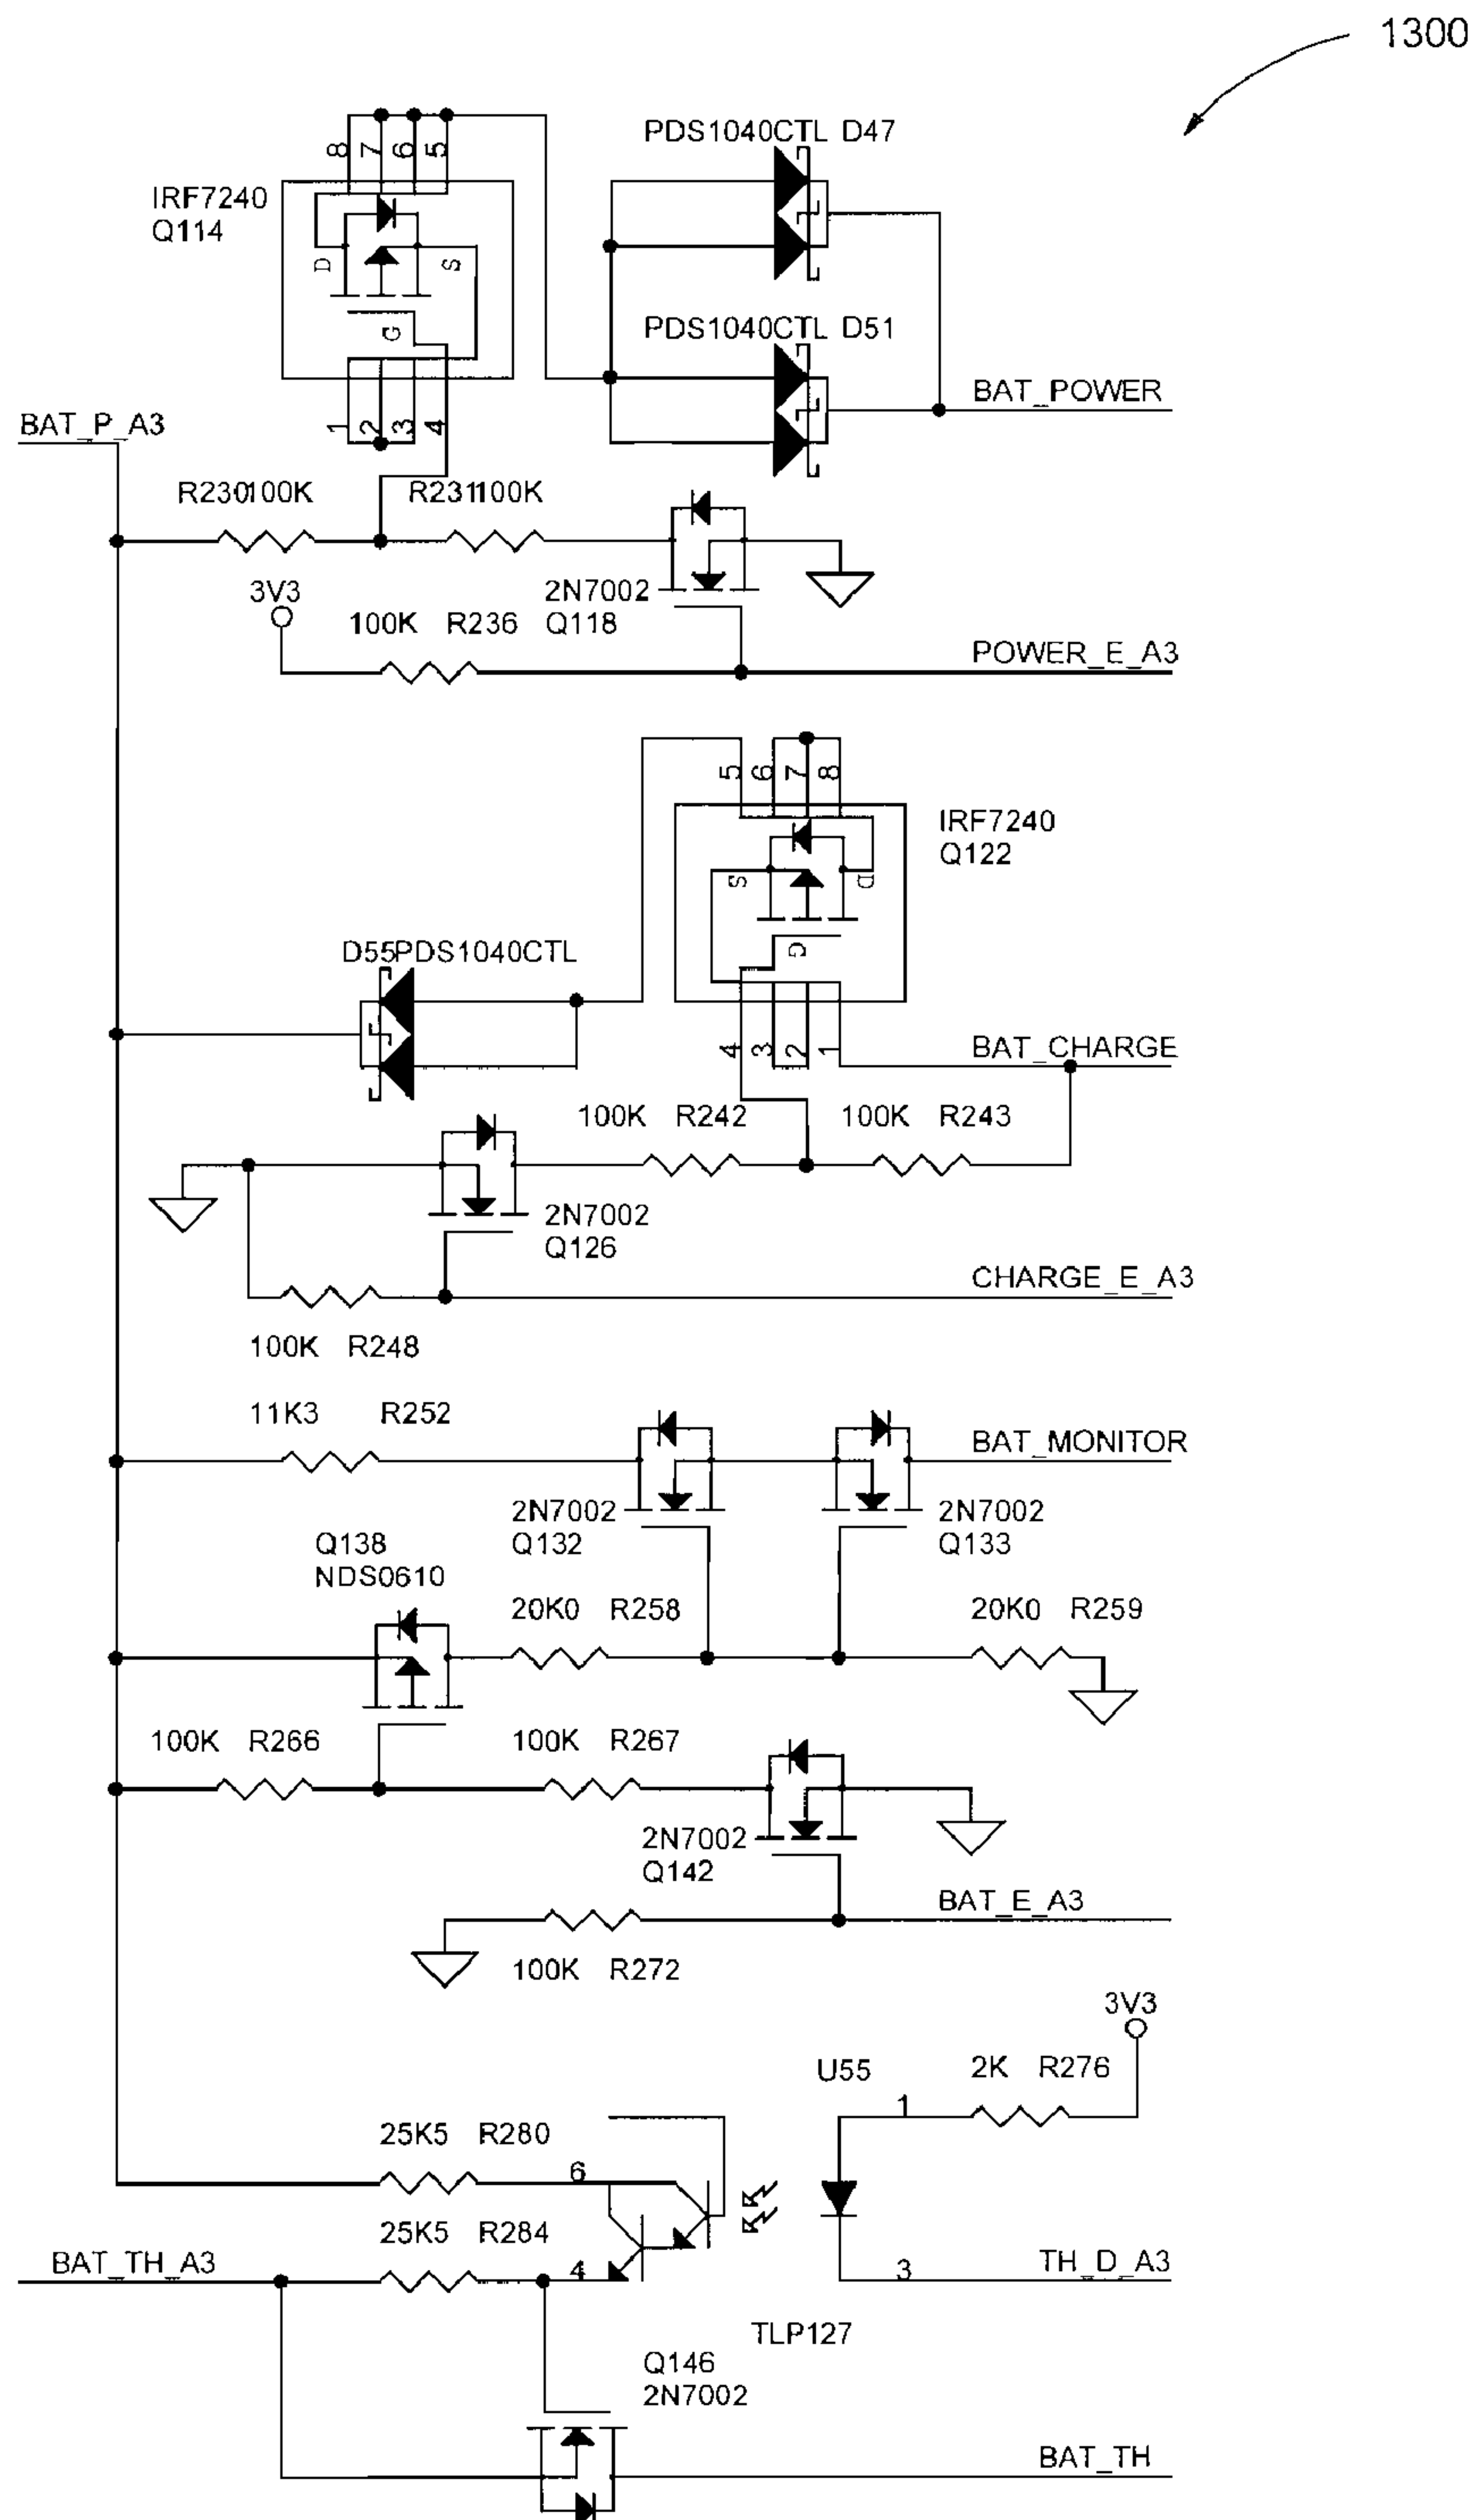 1300
PDS1040CTL D47
8 7 6 5
IRF7240
Q114
D S
G
PDS1040CTL D51
BAT_POWER
BAT_P_A3
1 2 3 4
R230100K R231100K
3V3
2N7002
100K R236 Q118
POWER_E_A3
5 6 7 8
IRF7240
Q122
S D
G
D55PDS1040CTL
4 3 2 1
BAT_CHARGE
100K R242 100K R243
2N7002
Q126
CHARGE_E_A3
100K R248
11K3 R252
BAT_MONITOR
2N7002 2N7002
Q132 Q133
Q138
NDS0610
20K0 R258 20K0 R259
100K R266 100K R267
2N7002
Q142
BAT_E_A3
100K R272
3V3
U55 2K R276
1
25K5 R280
6
25K5 R284
BAT_TH_A3
4
3
TH_D_A3
TLP127
Q146
2N7002
BAT_TH